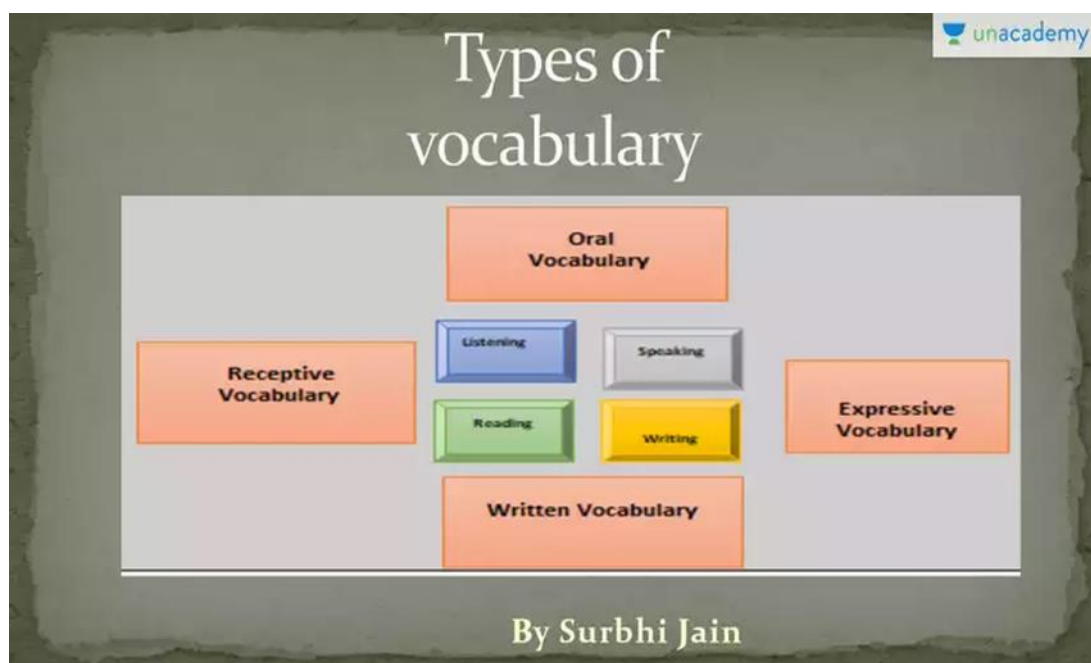 unacademy
Types of
vocabulary
Oral
Vocabulary
Listening
Speaking
Receptive
Vocabulary
Reading
Writing
Expressive
Vocabulary
Written Vocabulary
By Surbhi Jain